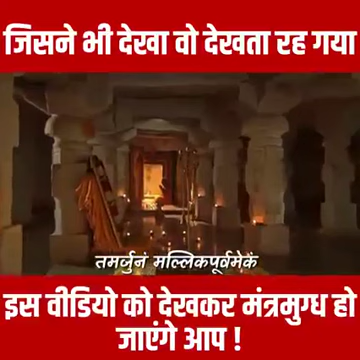 जिसने भी देखा वो देखता रह गया
तमर्जुनं मल्लिकपूर्वमेकं
इस वीडियो को देखकर मंत्रमुग्ध हो
जाएंगे आप !